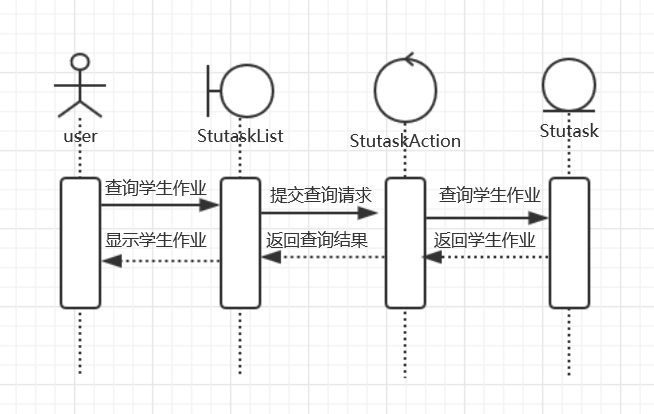 user
StutaskList
StutaskAction
Stutask
查询学生作业
提交查询请求
查询学生作业
显示学生作业
返回查询结果
返回学生作业